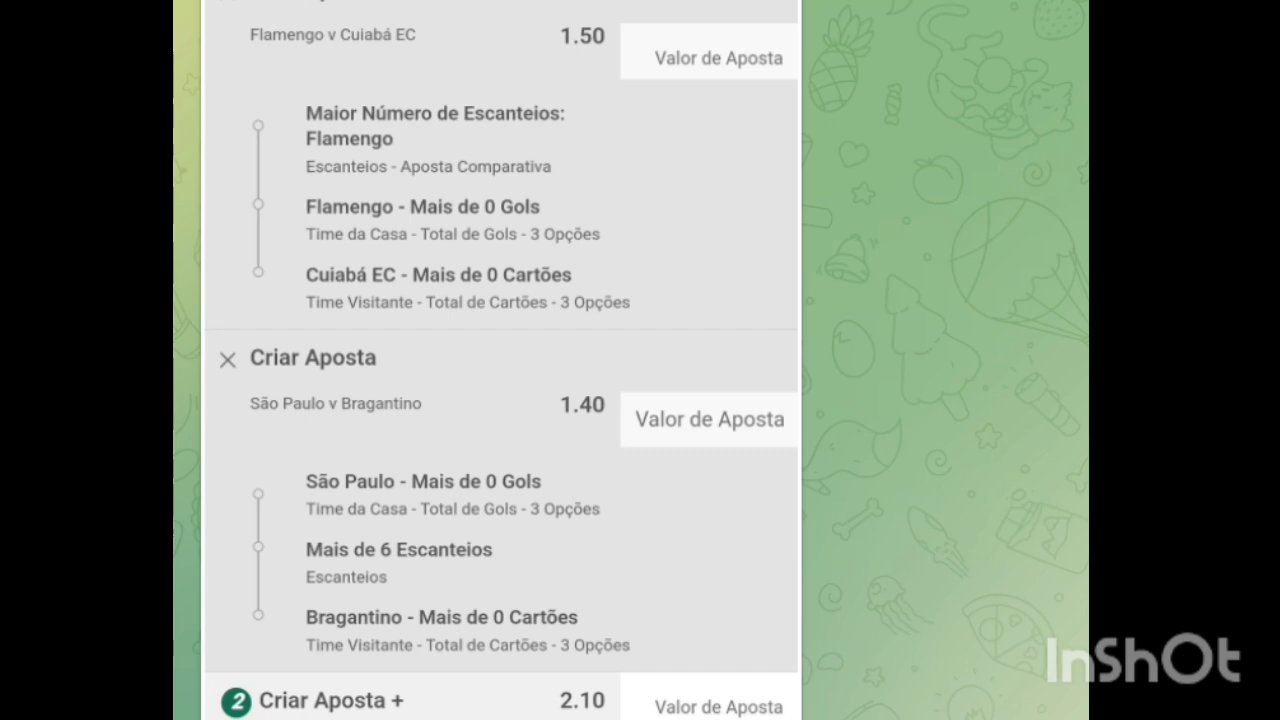 Flamengo v Cuiabá EC
1.50
Valor de Aposta
Maior Número de Escanteios:
Flamengo
Escanteios - Aposta Comparativa
Flamengo - Mais de 0 Gols
Time da Casa - Total de Gols - 3 Opções
Cuiabá EC - Mais de 0 Cartões
Time Visitante - Total de Cartões - 3 Opções
Criar Aposta
São Paulo v Bragantino
1.40
Valor de Aposta
São Paulo - Mais de 0 Gols
Time da Casa - Total de Gols - 3 Opções
Mais de 6 Escanteios
Escanteios
Bragantino - Mais de 0 Cartões
Time Visitante - Total de Cartões - 3 Opções
2 Criar Aposta +
2.10
Valor de Aposta
InShOt